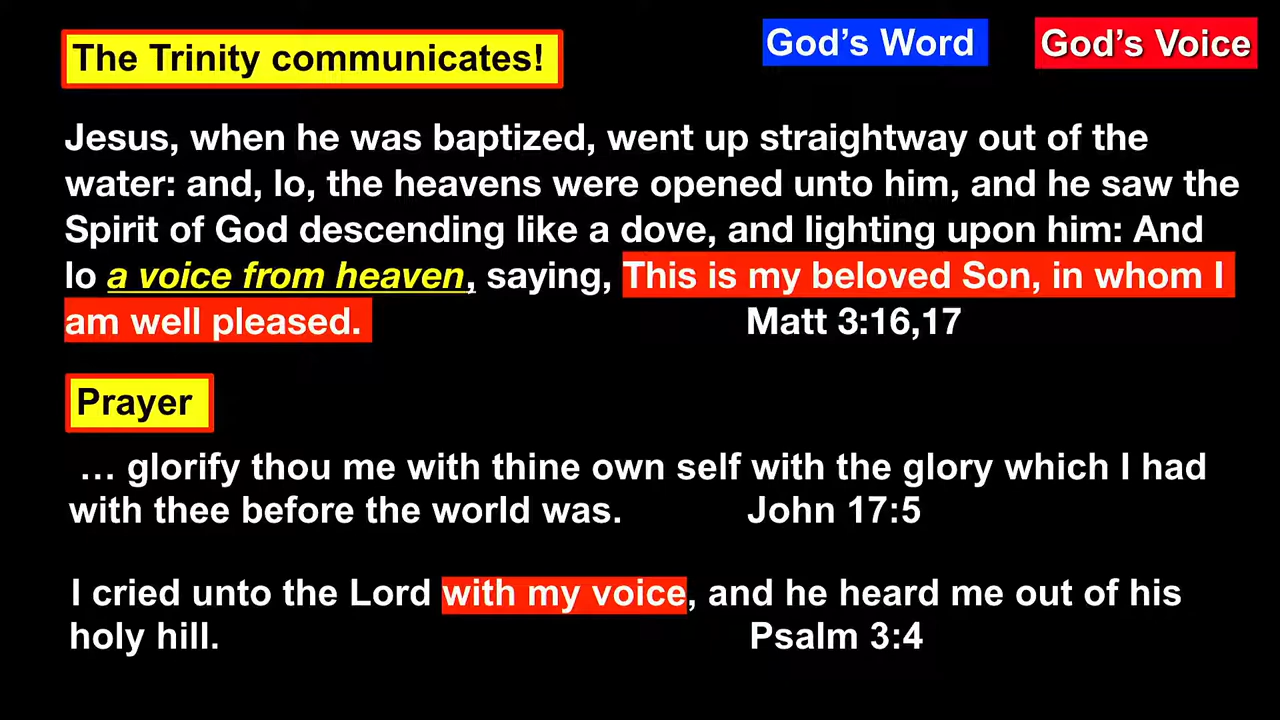 The Trinity communicates!
God's Word
God's Voice
Jesus, when he was baptized, went up straightway out of the
water: and, lo, the heavens were opened unto him, and he saw the
Spirit of God descending like a dove, and lighting upon him: And
lo a voice from heaven, saying, This is my beloved Son, in whom I
am well pleased. Matt 3:16,17
Prayer
… glorify thou me with thine own self with the glory which I had
with thee before the world was. John 17:5
I cried unto the Lord with my voice, and he heard me out of his
holy hill. Psalm 3:4